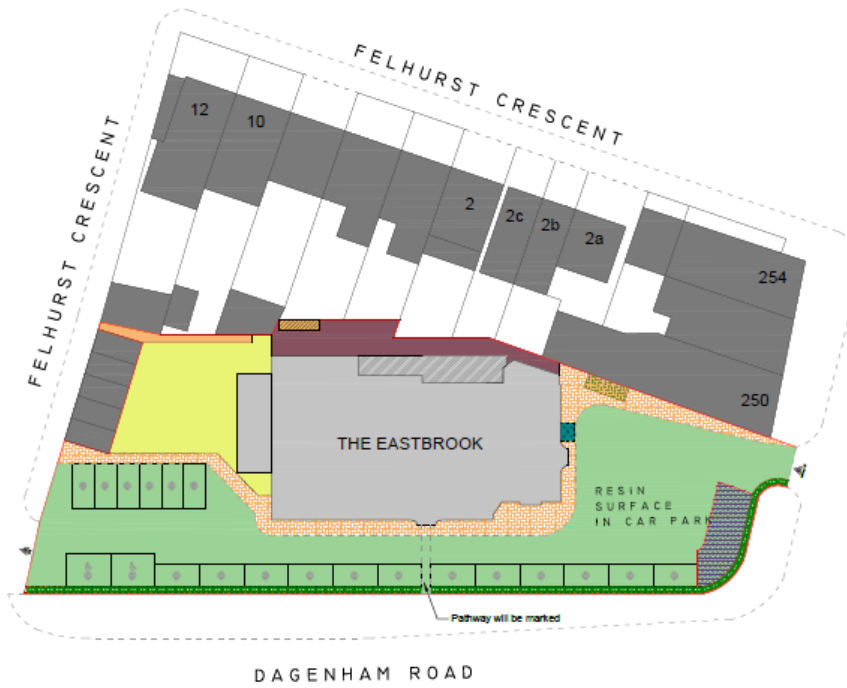 FELHURST CRESCENT
FELHURST CRESCENT
12
10
2
2c
2b
2a
254
250
THE EASTBROOK
RESIN
SURFACE
IN CAR PARK
Pathway will be marked
DAGENHAM ROAD